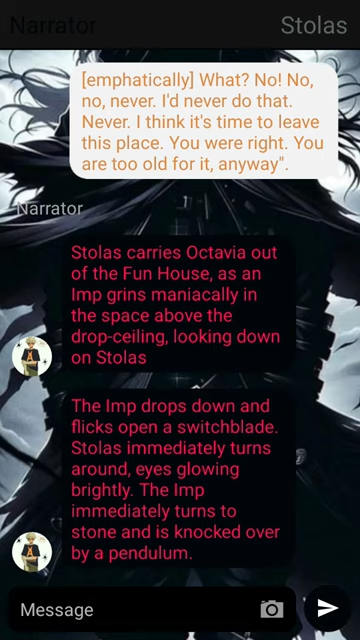 Narrator
Stolas
[emphatically] What? No! No,
no, never. I'd never do that.
Never. I think it's time to leave
this place. You were right. You
are too old for it, anyway".
Narrator
Stolas carries Octavia out
of the Fun House, as an
Imp grins maniacally in
the space above the
drop-ceiling, looking down
on Stolas
The Imp drops down and
flicks open a switchblade.
Stolas immediately turns
around, eyes glowing
brightly. The Imp
immediately turns to
stone and is knocked over
by a pendulum.
Message